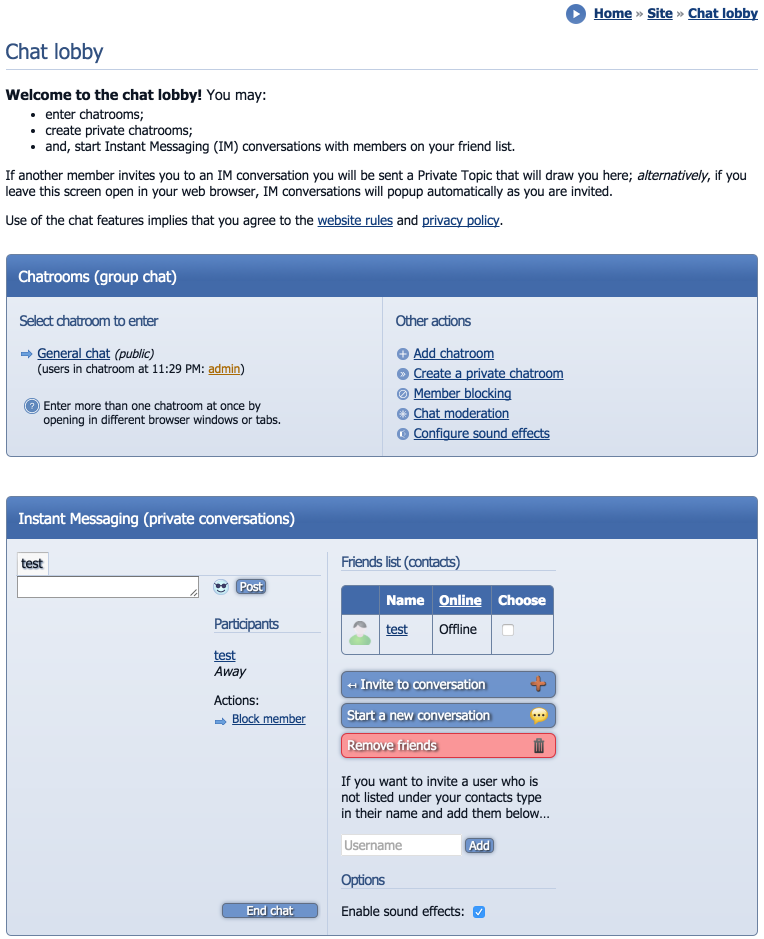 Home » Site » Chat lobby
Chat lobby
Welcome to the chat lobby! You may:
• enter chatrooms;
• create private chatrooms;
• and, start Instant Messaging (IM) conversations with members on your friend list.
If another member invites you to an IM conversation you will be sent a Private Topic that will draw you here; alternatively, if you
leave this screen open in your web browser, IM conversations will popup automatically as you are invited.
Use of the chat features implies that you agree to the website rules and privacy policy.
Chatrooms (group chat)
Select chatroom to enter
General chat (public)
(users in chatroom at 11:29 PM: admin)
Enter more than one chatroom at once by
opening in different browser windows or tabs.
Other actions
Add chatroom
Create a private chatroom
Member blocking
Chat moderation
Configure sound effects
Instant Messaging (private conversations)
test
Post
Participants
test
Away
Actions:
Block member
End chat
Friends list (contacts)
Name Online Choose
test Offline
↤ Invite to conversation
Start a new conversation
Remove friends
If you want to invite a user who is
not listed under your contacts type
in their name and add them below...
Username Add
Options
Enable sound effects: